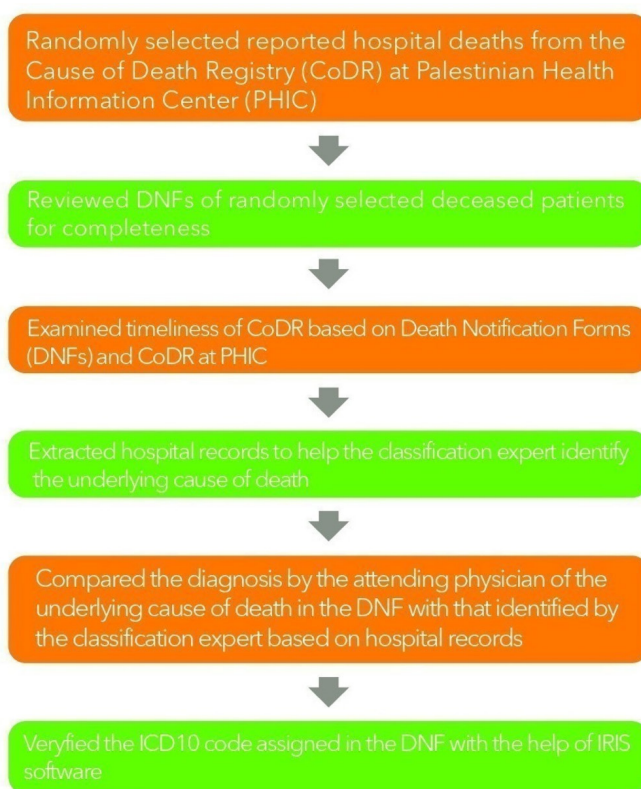 Randomly selected reported hospital deaths from the
Cause of Death Registry (CoDR) at Palestinian Health
Information Center (PHIC)
Reviewed DNFs of randomly selected deceased patients
for completeness
Examined timeliness of CoDR based on Death Notification Forms
(DNFs) and CoDR at PHIC
Extracted hospital records to help the classification expert identify
the underlying cause of death
Compared the diagnosis by the attending physician of the
underlying cause of death in the DNF with that identified by
the classification expert based on hospital records
Veryfied the ICD10 code assigned in the DNF with the help of IRIS
software